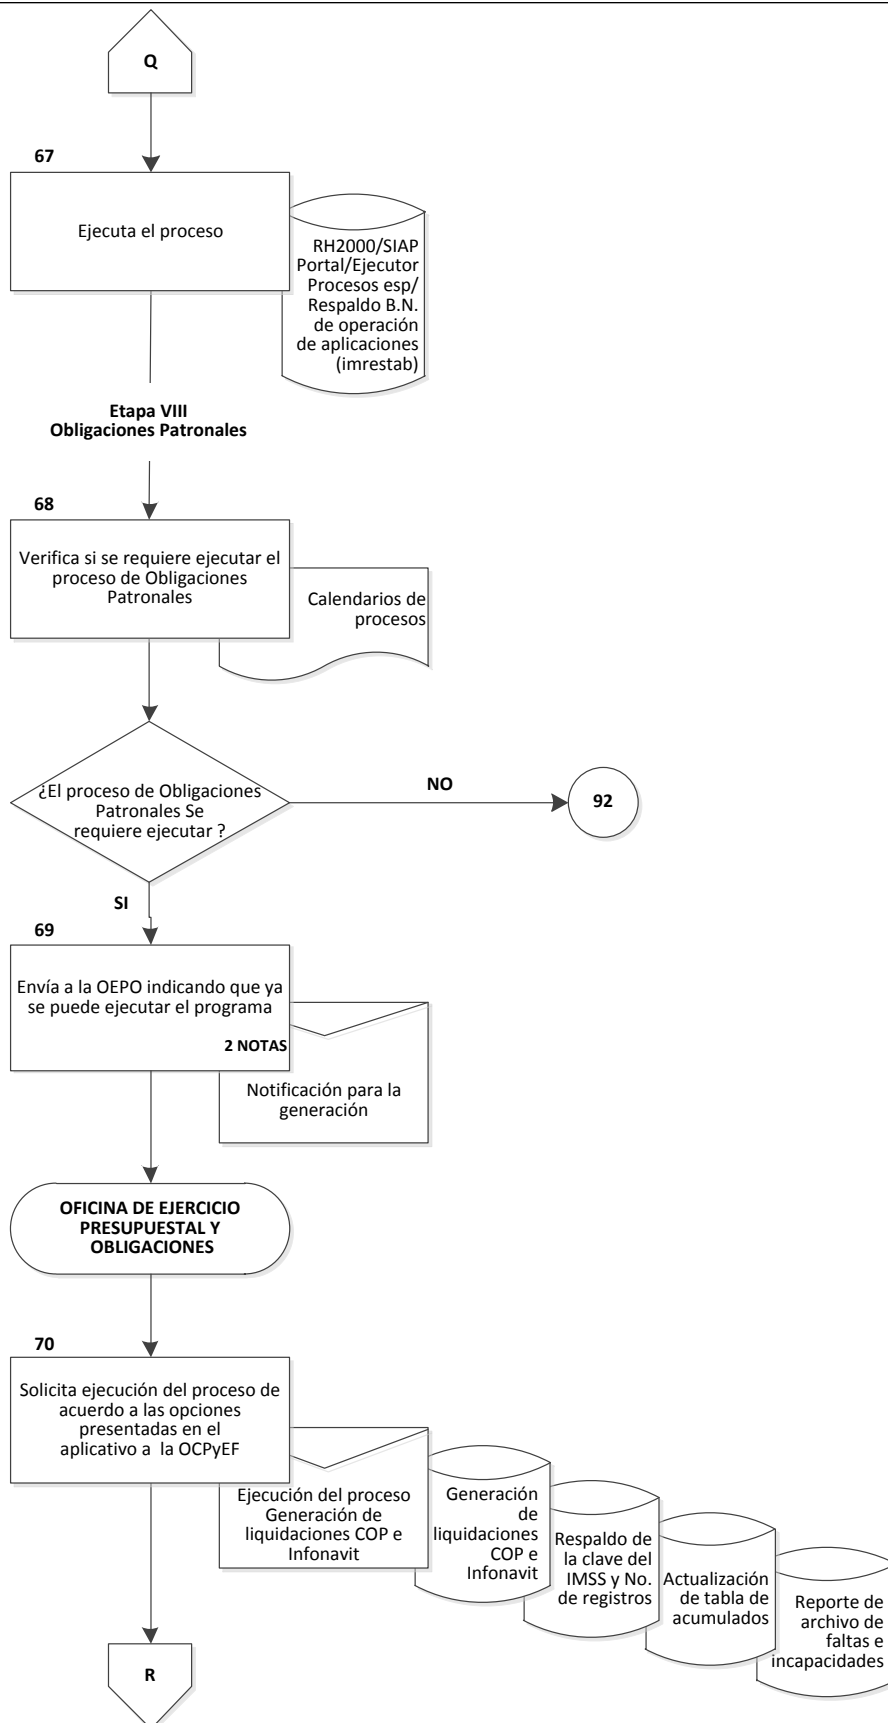 Q
67
Ejecuta el proceso
RH2000/SIAP
Portal/Ejecutor
Procesos esp/
Respaldo B.N.
de operación
de aplicaciones
(imrestab)
Etapa VIII
Obligaciones Patronales
68
Verifica si se requiere ejecutar el
proceso de Obligaciones
Patronales
Calendarios de
procesos
¿El proceso de Obligaciones
Patronales Se
requiere ejecutar ?
NO
92
SI
69
Envía a la OEPO indicando que ya
se puede ejecutar el programa
2 NOTAS
Notificación para la
generación
OFICINA DE EJERCICIO
PRESUPUESTAL Y
OBLIGACIONES
70
Solicita ejecución del proceso de
acuerdo a las opciones
presentadas en el
aplicativo a la OCPyEF
Ejecución del proceso
Generación de
liquidaciones COP e
Infonavit
Generación
de
liquidaciones
COP e
Infonavit
Respaldo de
la clave del
IMSS y No.
de registros
Actualización
de tabla de
acumulados
Reporte de
archivo de
faltas e
incapacidades
R